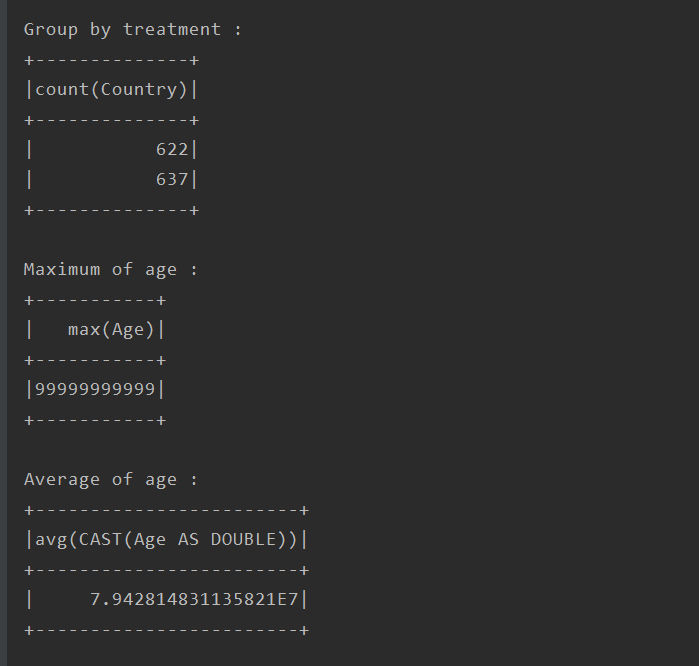 Group by treatment :
+--------------+
|count(Country)|
+--------------+
|           622|
|           637|
+--------------+
Maximum of age :
+-----------+
|   max(Age)|
+-----------+
|99999999999|
+-----------+
Average of age :
+------------------------+
|avg(CAST(Age AS DOUBLE))|
+------------------------+
|     7.942814831135821E7|
+------------------------+